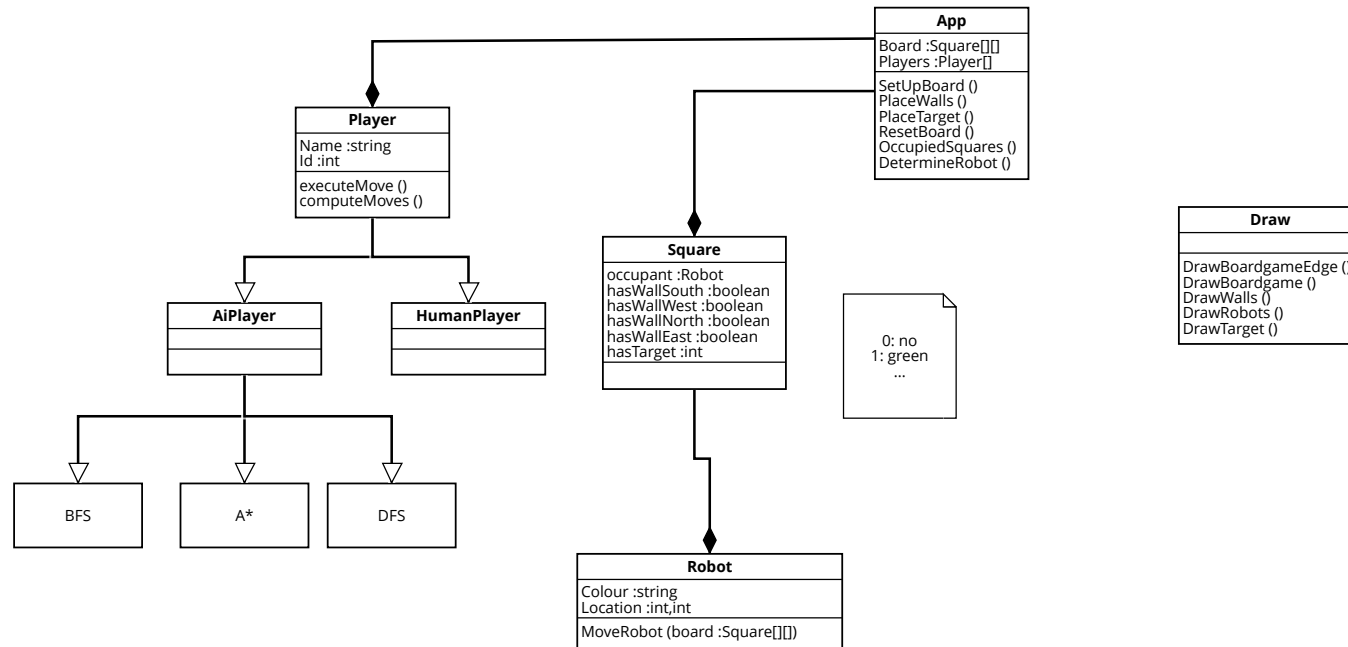 App
Board :Square[][]
Players :Player[]
SetUpBoard ()
PlaceWalls ()
PlaceTarget ()
ResetBoard ()
OccupiedSquares ()
DetermineRobot ()
Player
Name :string
Id :int
executeMove ()
computeMoves ()
Draw
DrawBoardgameEdge ()
DrawBoardgame ()
DrawWalls ()
DrawRobots ()
DrawTarget ()
Square
occupant :Robot
hasWallSouth :boolean
hasWallWest :boolean
hasWallNorth :boolean
hasWallEast :boolean
hasTarget :int
0: no
1: green
...
AiPlayer
HumanPlayer
BFS
A*
DFS
Robot
Colour :string
Location :int,int
MoveRobot (board :Square[][])